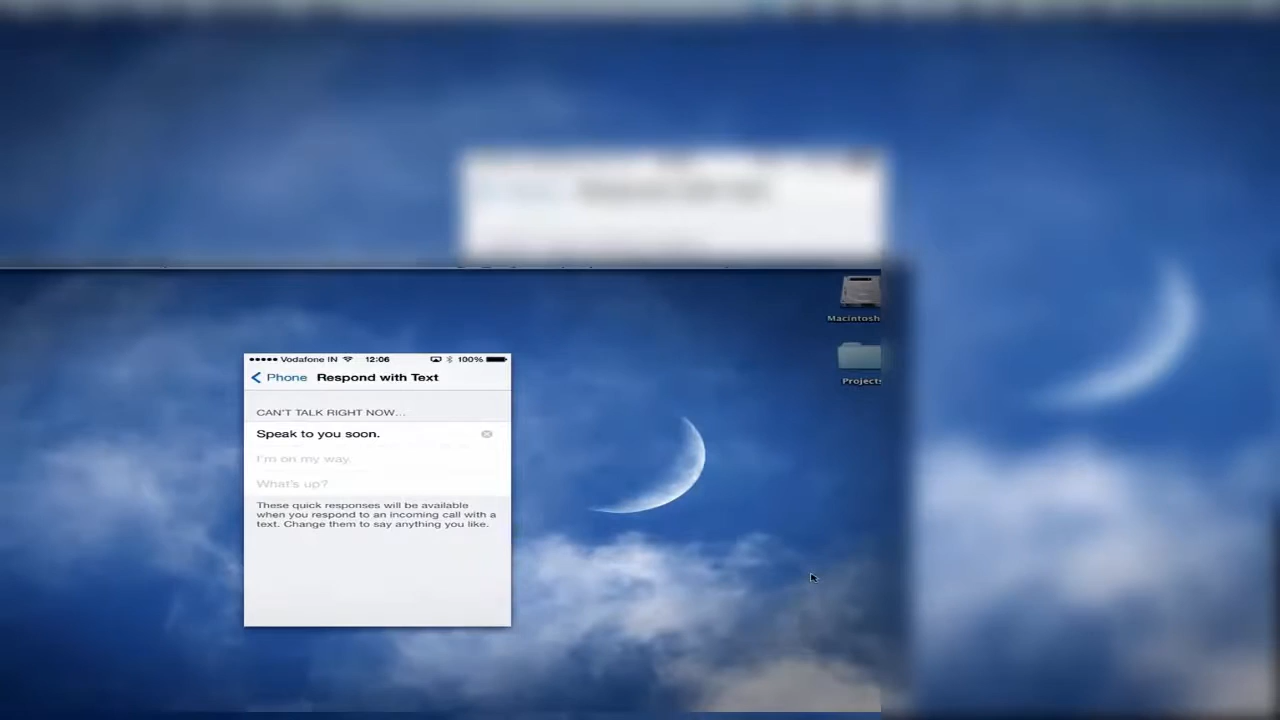 Macintosh
Projects
●●●●● Vodafone IN 12:06 100%
Phone Respond with Text
CAN'T TALK RIGHT NOW...
Speak to you soon.
I'm on my way.
What's up?
These quick responses will be available
when you respond to an incoming call with a
text. Change them to say anything you like.